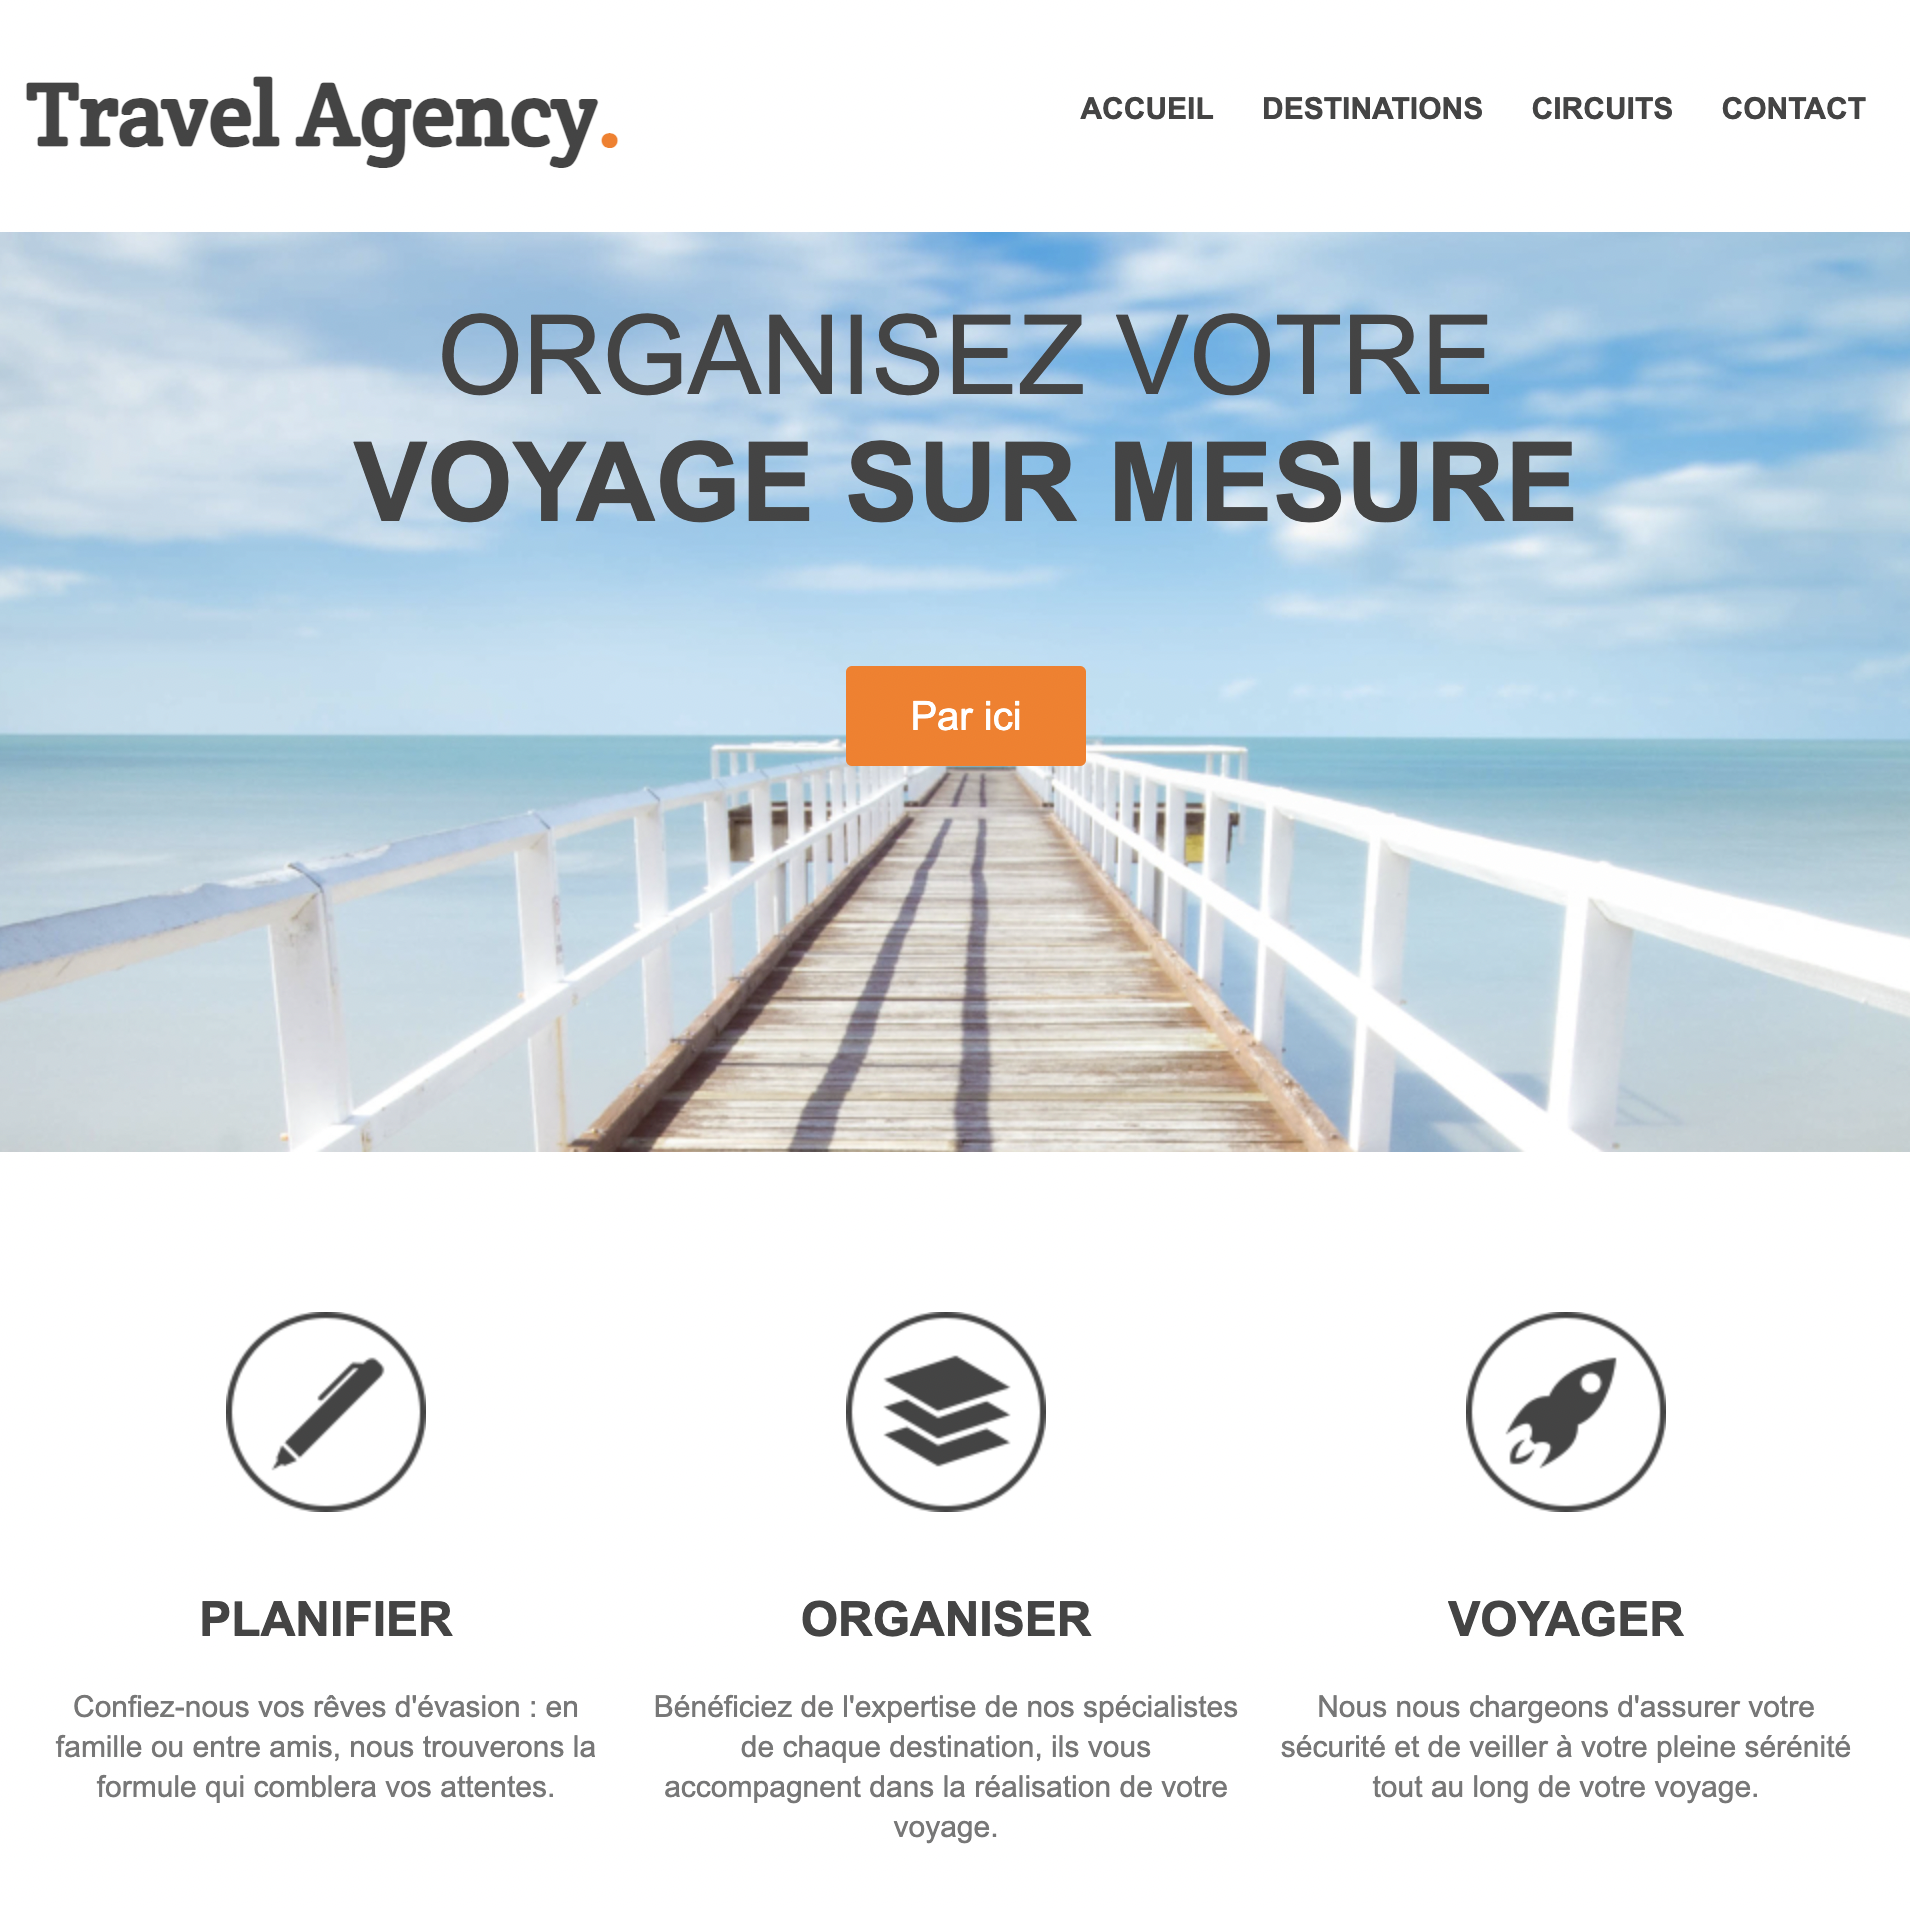 Travel Agency.
ACCUEIL DESTINATIONS CIRCUITS CONTACT
ORGANISEZ VOTRE
VOYAGE SUR MESURE
Par ici
PLANIFIER
Confiez-nous vos rêves d'évasion : en
famille ou entre amis, nous trouverons la
formule qui comblera vos attentes.
ORGANISER
Bénéficiez de l'expertise de nos spécialistes
de chaque destination, ils vous
accompagnent dans la réalisation de votre
voyage.
VOYAGER
Nous nous chargeons d'assurer votre
sécurité et de veiller à votre pleine sérénité
tout au long de votre voyage.